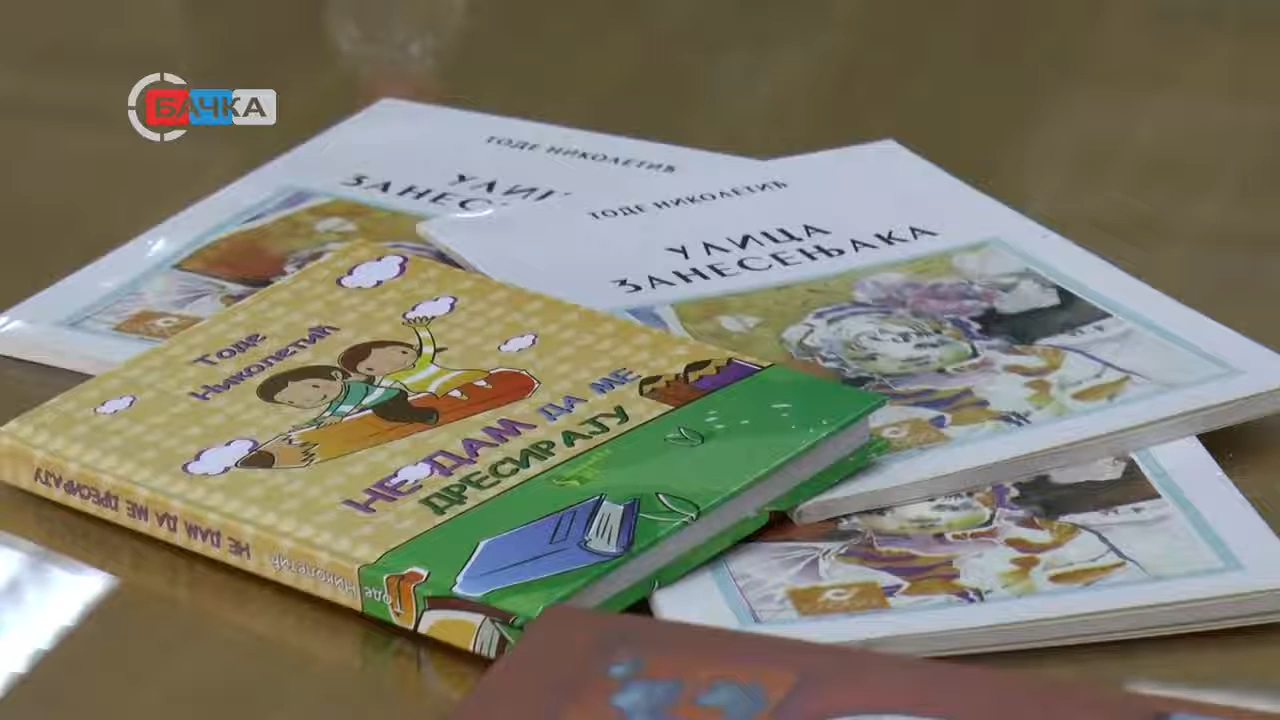 БАЧКА
ТОДЕ НИКОЛЕТИЋ
ЗАНЕС
ТОДЕ НИКОЛЕТИЋ
УЛИЦА
ЗАНЕСЕЊАКА
Тоде
Николетић
НЕ ДАМ ДА МЕ
ДРЕСИРАЈУ
Тоде Николетић НЕ ДАМ ДА МЕ ДРЕСИРАЈУ